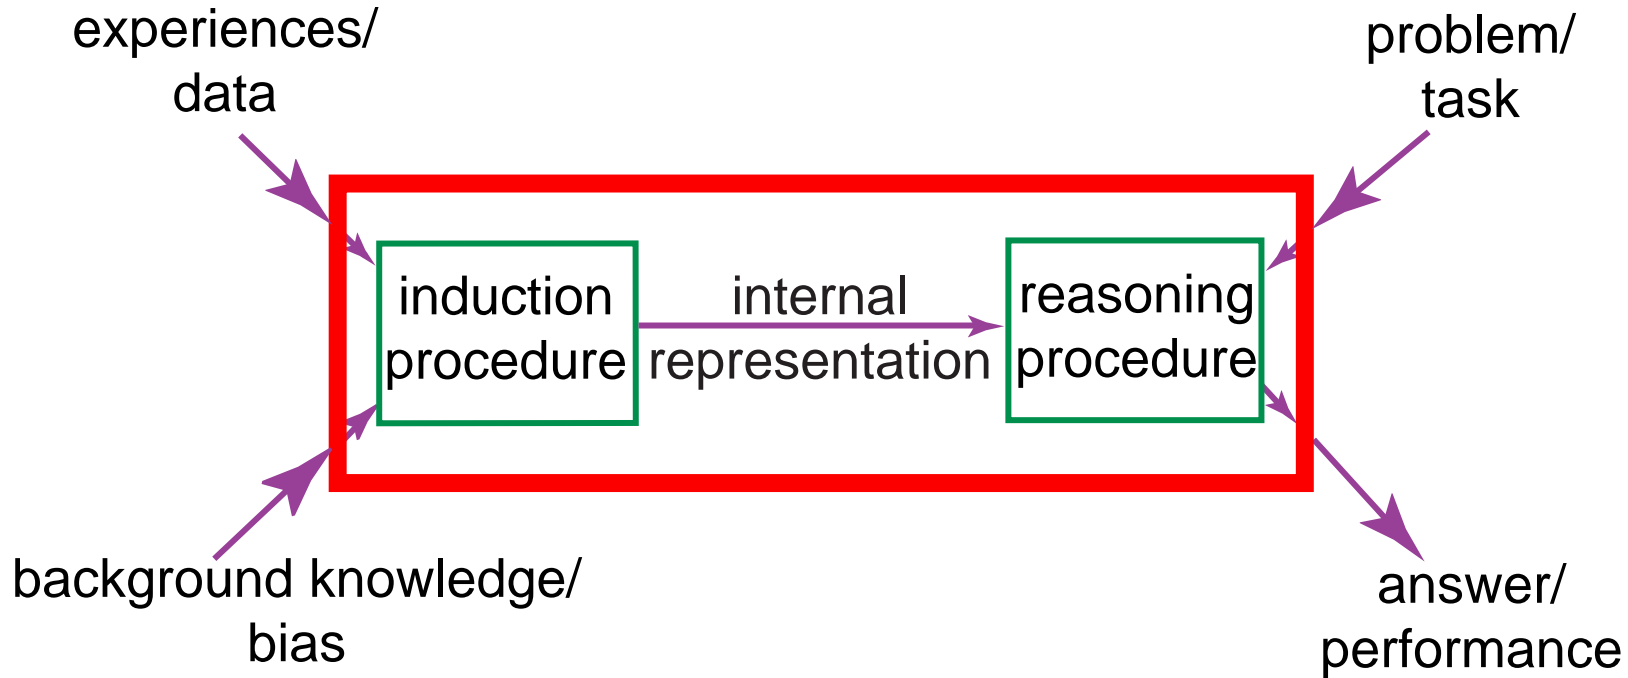 experiences/
data
problem/
task
induction
procedure
internal
representation
reasoning
procedure
background knowledge/
bias
answer/
performance